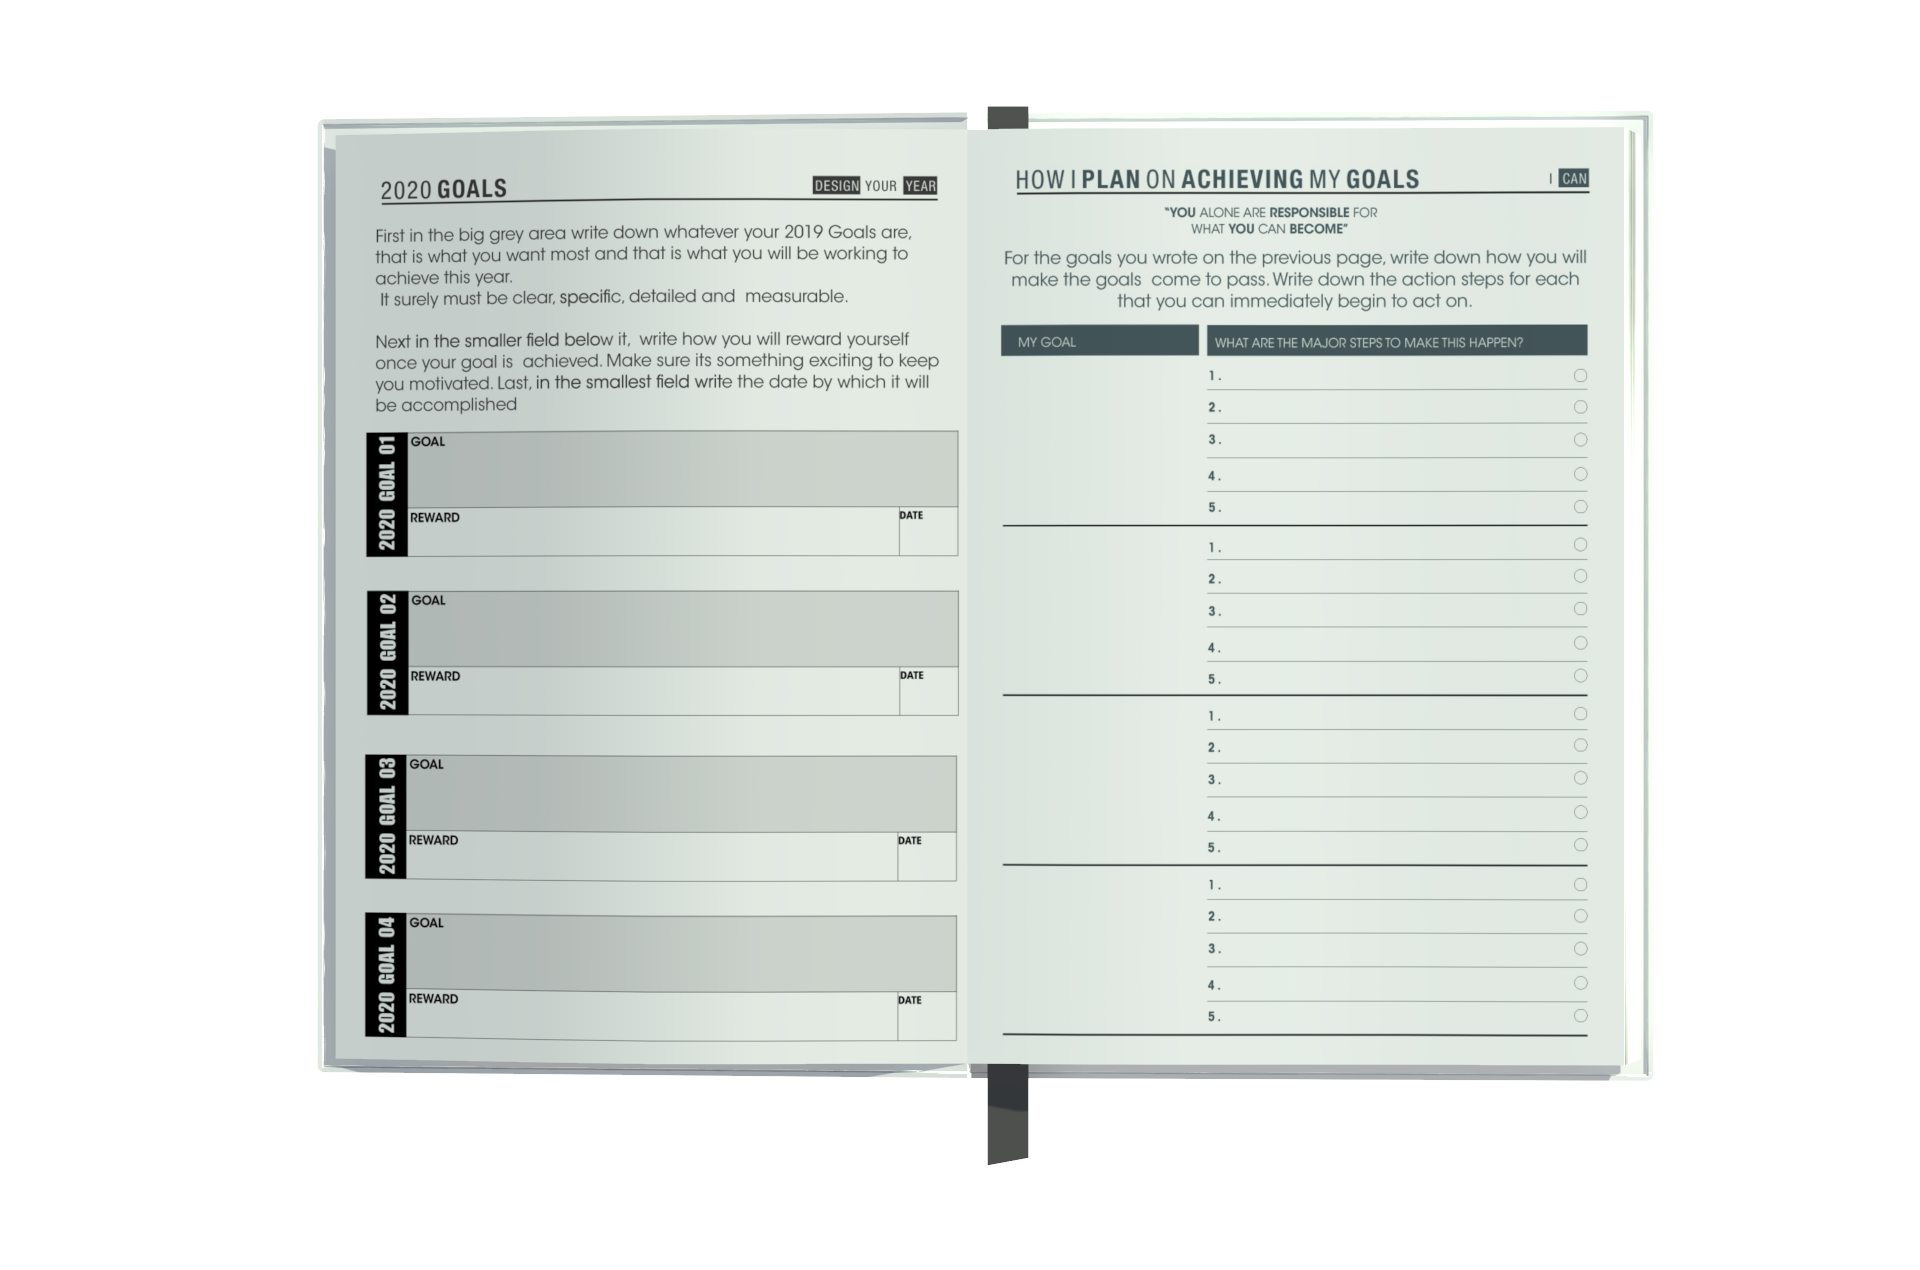 2020 GOALS DESIGN YOUR YEAR
First in the big grey area write down whatever your 2019 Goals are,
that is what you want most and that is what you will be working to
achieve this year.
It surely must be clear, specific, detailed and measurable.
Next in the smaller field below it, write how you will reward yourself
once your goal is achieved. Make sure its something exciting to keep
you motivated. Last, in the smallest field write the date by which it will
be accomplished
2020 GOAL 01
GOAL
REWARD DATE
2020 GOAL 02
GOAL
REWARD DATE
2020 GOAL 03
GOAL
REWARD DATE
2020 GOAL 04
GOAL
REWARD DATE
HOW I PLAN ON ACHIEVING MY GOALS I CAN
"YOU ALONE ARE RESPONSIBLE FOR
WHAT YOU CAN BECOME"
For the goals you wrote on the previous page, write down how you will
make the goals come to pass. Write down the action steps for each
that you can immediately begin to act on.
MY GOAL WHAT ARE THE MAJOR STEPS TO MAKE THIS HAPPEN?
1.
2.
3.
4.
5.
1.
2.
3.
4.
5.
1.
2.
3.
4.
5.
1.
2.
3.
4.
5.